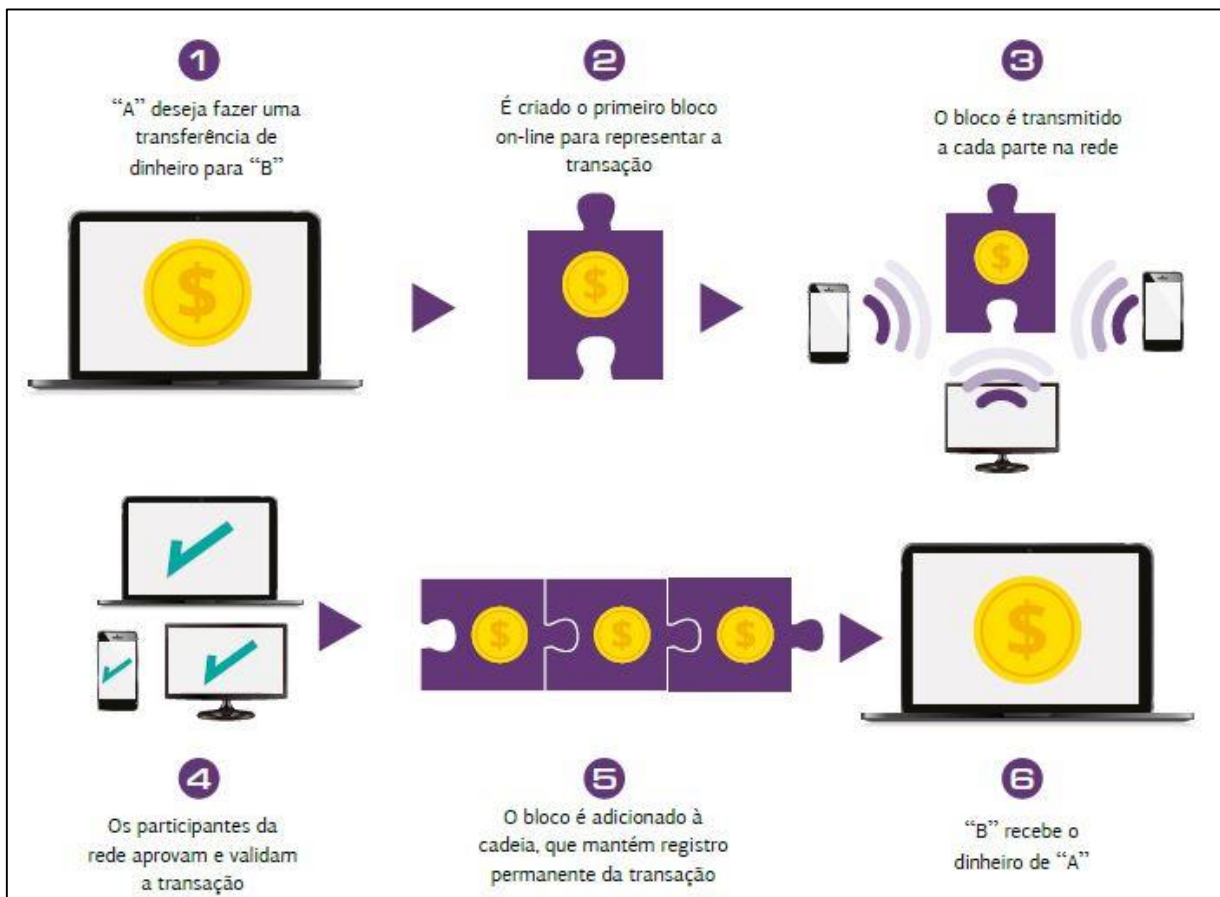 1
“A” deseja fazer uma
transferência de
dinheiro para “B”
2
É criado o primeiro bloco
on-line para representar a
transação
3
O bloco é transmitido
a cada parte na rede
$
$
$
$
$
$
$
4
Os participantes da
rede aprovam e validam
a transação
5
O bloco é adicionado à
cadeia, que mantém registro
permanente da transação
6
“B” recebe o
dinheiro de “A”